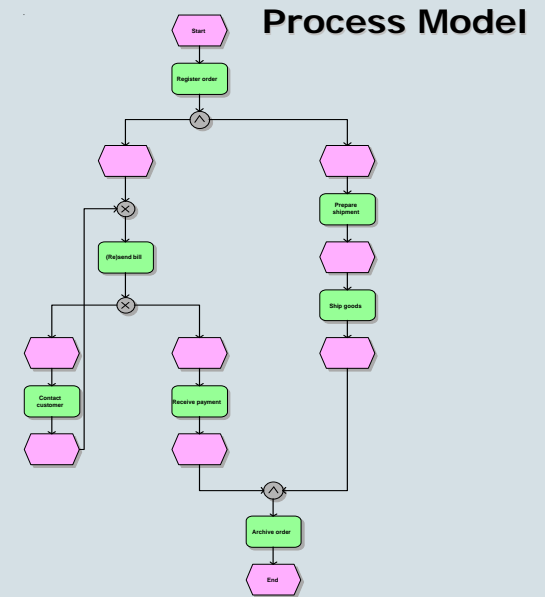 Process Model
Start
Register order
Prepare
shipment
(Re)send bill
Ship goods
Contact
customer
Receive payment
Archive order
End